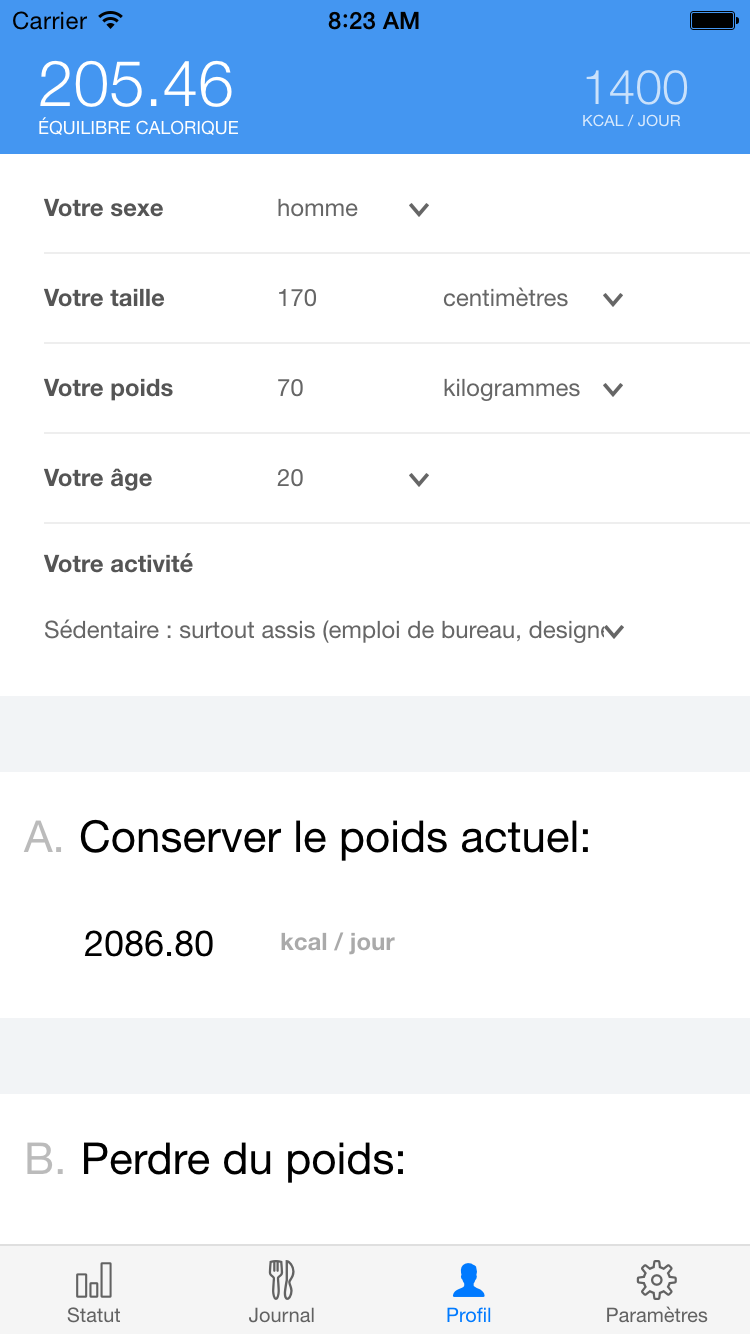 Carrier 8:23 AM
205.46 1400
ÉQUILIBRE CALORIQUE KCAL / JOUR
Votre sexe homme
Votre taille 170 centimètres
Votre poids 70 kilogrammes
Votre âge 20
Votre activité
Sédentaire : surtout assis (emploi de bureau, design
A. Conserver le poids actuel:
2086.80 kcal / jour
B. Perdre du poids:
Statut Journal Profil Paramètres